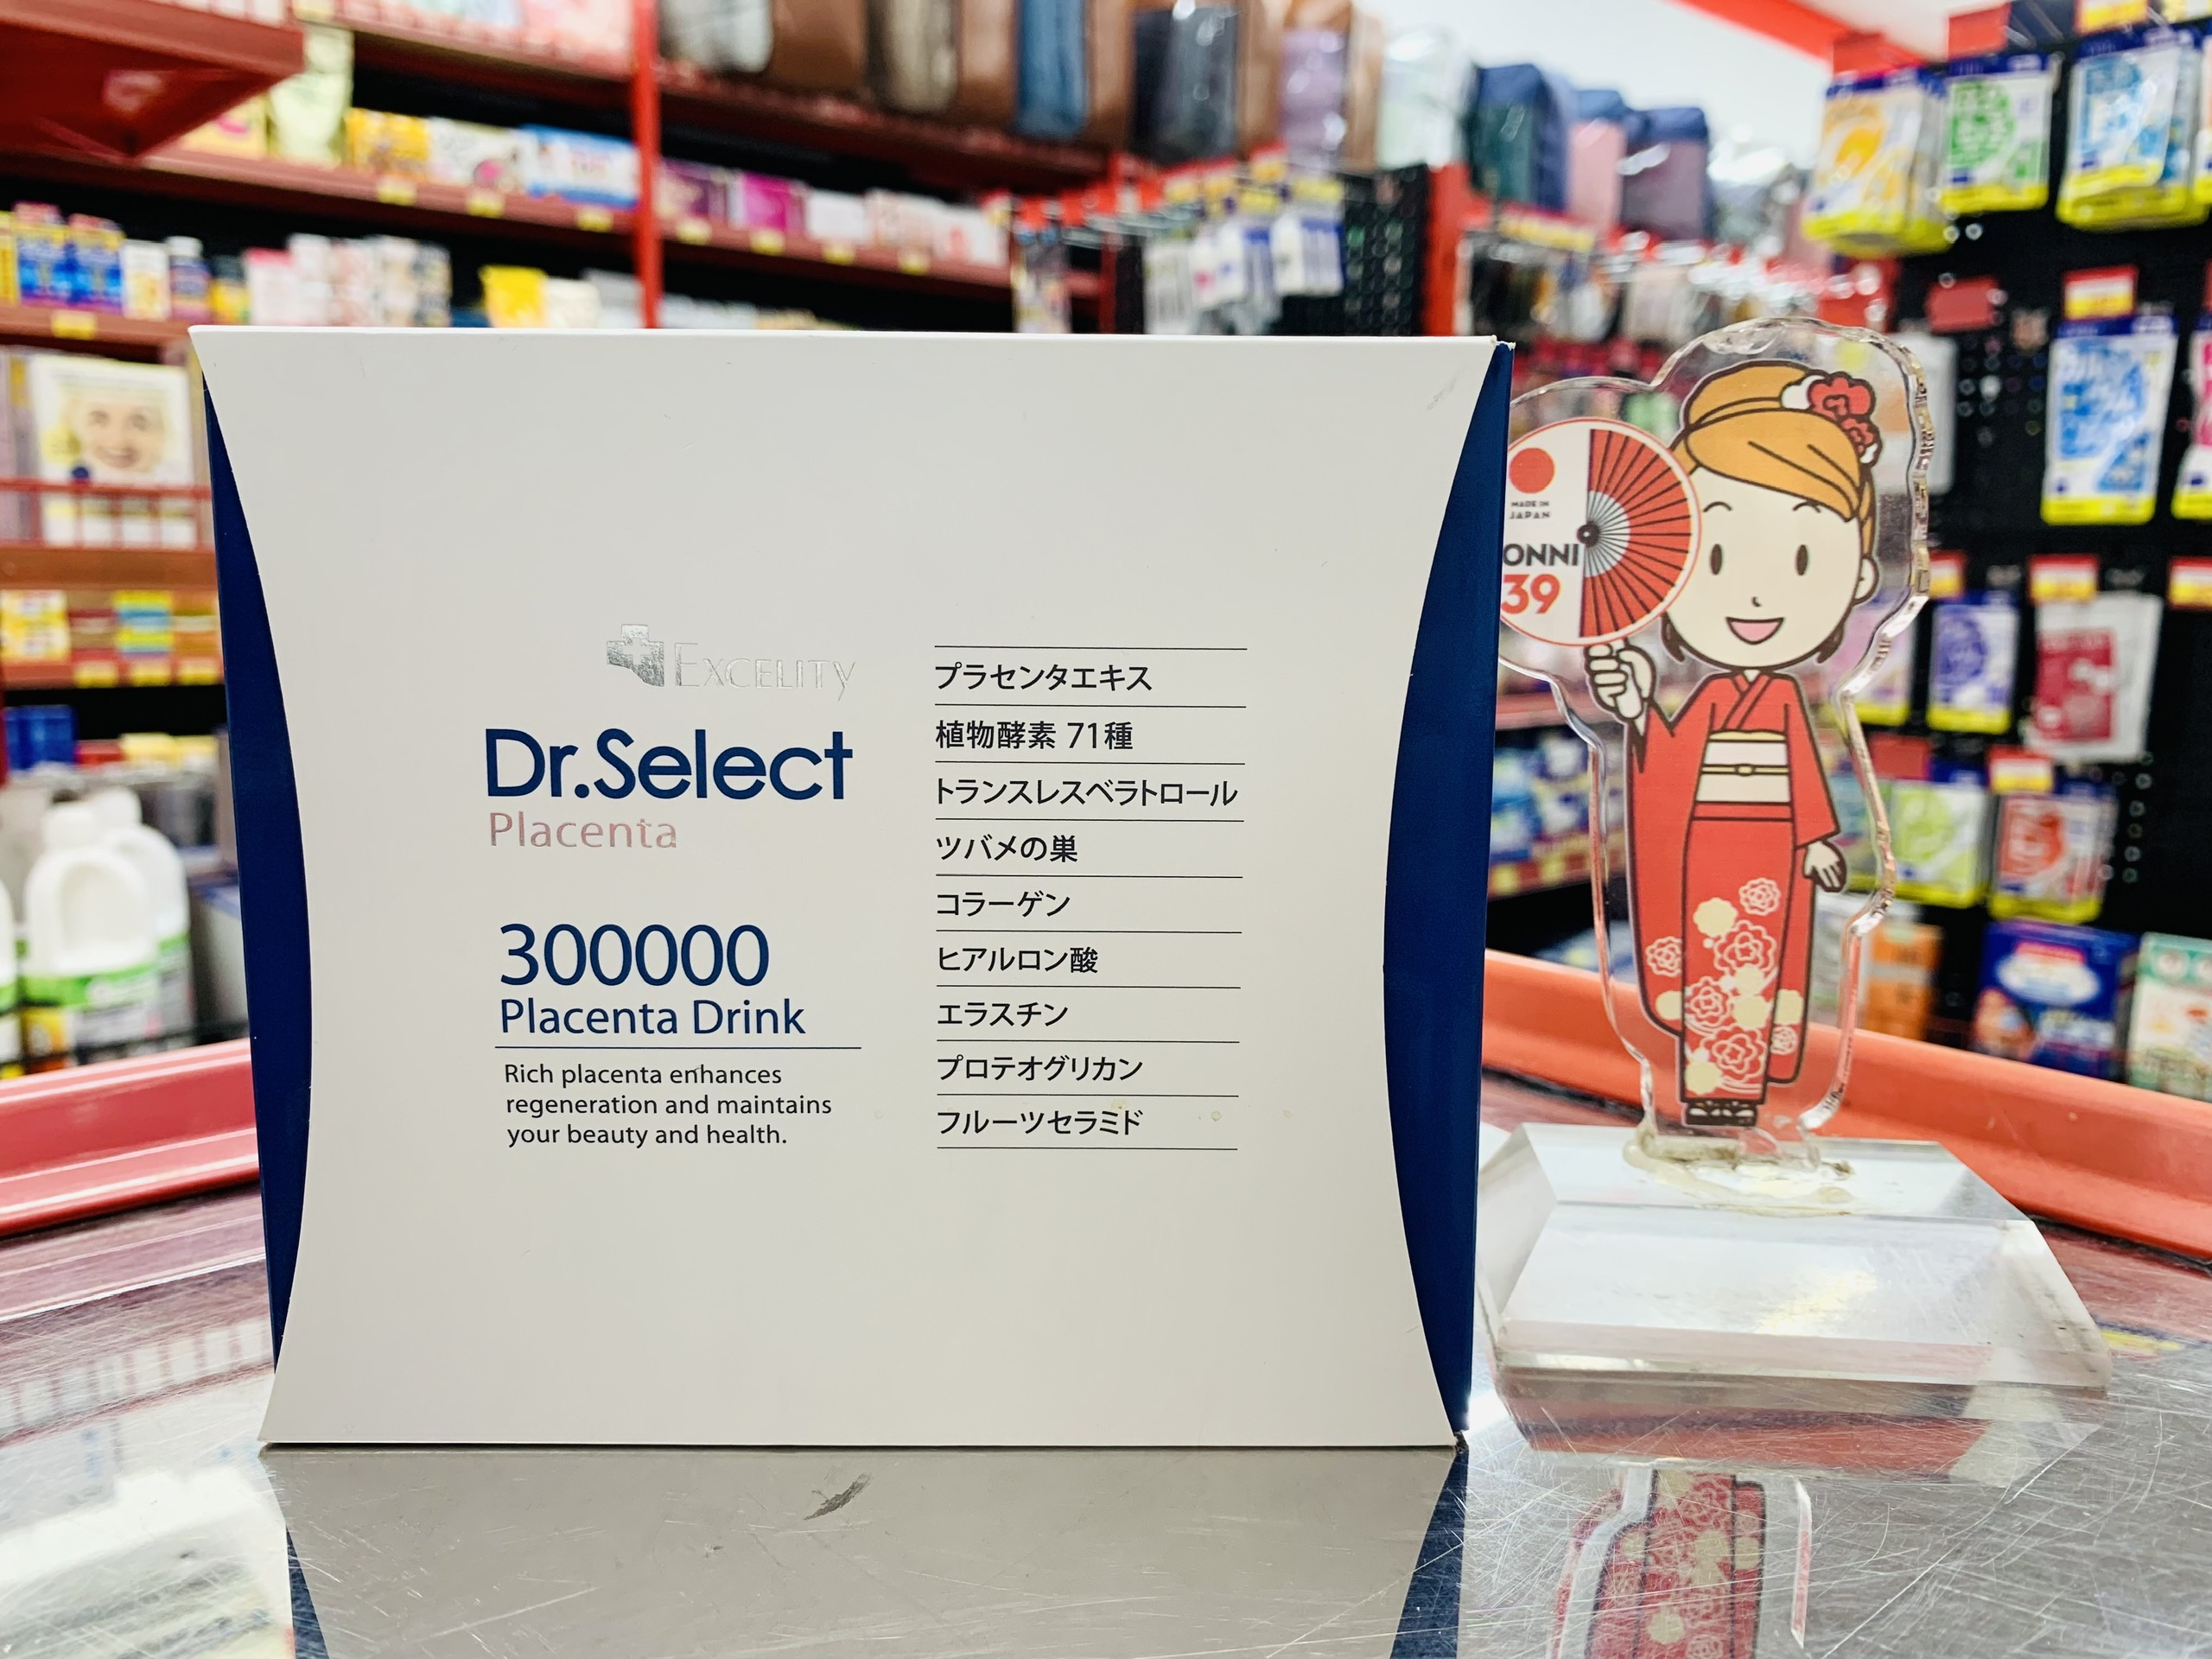 EXCELITY
Dr.Select
Placenta
300000
Placenta Drink
Rich placenta enhances
regeneration and maintains
your beauty and health.
プラセンタエキス
植物酵素 71種
トランスレスベラトロール
ツバメの巣
コラーゲン
ヒアルロン酸
エラスチン
プロテオグリカン
フルーツセラミド
MADE IN
JAPAN
ONNI
39